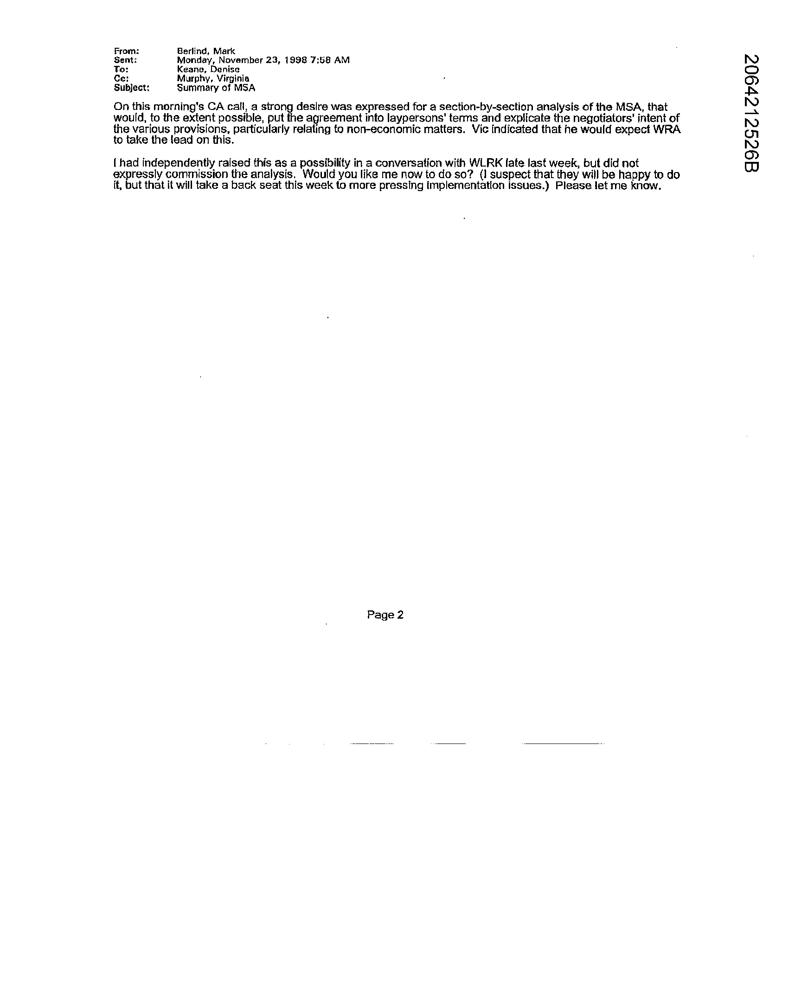 From: Berlind, Mark
Sent: Monday, November 23, 1998 7:58 AM
To: Keane, Denise
Cc: Murphy, Virginia
Subject: Summary of MSA
On this morning's CA call, a strong desire was expressed for a section-by-section analysis of the MSA, that
would, to the extent possible, put the agreement into laypersons' terms and explicate the negotiators' intent of
the various provisions, particularly relating to non-economic matters. Vic indicated that he would expect WRA
to take the lead on this.
I had independently raised this as a possibility in a conversation with WLRK late last week, but did not
expressly commission the analysis. Would you like me now to do so? (I suspect that they will be happy to do
it, but that it will take a back seat this week to more pressing implementation issues.) Please let me know.
2064212526B
Page 2